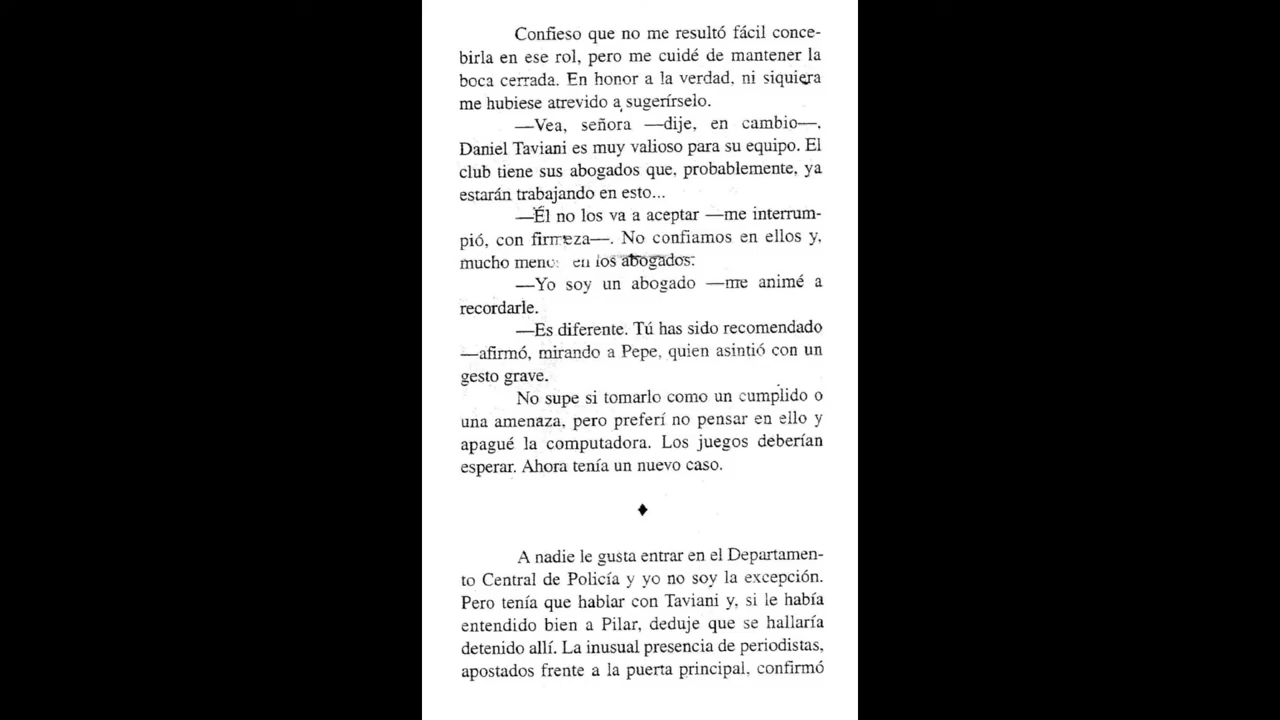 Confieso que no me resultó fácil conce-
birla en ese rol, pero me cuidé de mantener la
boca cerrada. En honor a la verdad, ni siquiera
me hubiese atrevido a sugerírselo.
—Vea, señora —dije, en cambio—.
Daniel Taviani es muy valioso para su equipo. El
club tiene sus abogados que, probablemente, ya
estarán trabajando en esto...
—Él no los va a aceptar —me interrum-
pió, con firmeza—. No confiamos en ellos y,
mucho menos en los abogados.
—Yo soy un abogado —me animé a
recordarle.
—Es diferente. Tú has sido recomendado
—afirmó, mirando a Pepe, quien asintió con un
gesto grave.
No supe si tomarlo como un cumplido o
una amenaza, pero preferí no pensar en ello y
apagué la computadora. Los juegos deberían
esperar. Ahora tenía un nuevo caso.
♦
A nadie le gusta entrar en el Departamen-
to Central de Policía y yo no soy la excepción.
Pero tenía que hablar con Taviani y, si le había
entendido bien a Pilar, deduje que se hallaría
detenido allí. La inusual presencia de periodistas,
apostados frente a la puerta principal, confirmó